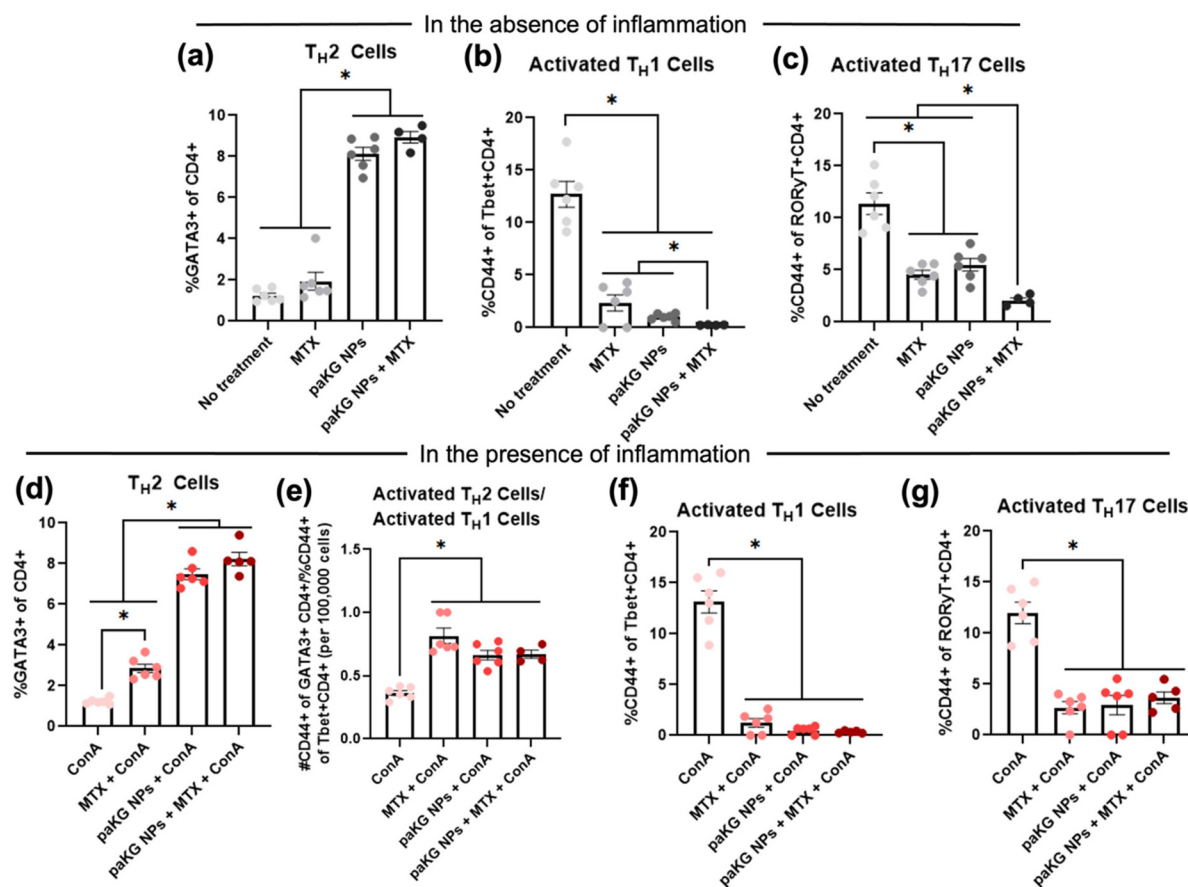 In the absence of inflammation
(a)
TH2 Cells
*
%GATA3+ of CD4+
10
8
6
4
2
0
No treatment
MTX
paKG NPs
paKG NPs + MTX
(b)
Activated TH1 Cells
*
*
%CD44+ of Tbet+CD4+
20
15
10
5
0
No treatment
MTX
paKG NPs
paKG NPs + MTX
(c)
Activated TH17 Cells
*
*
%CD44+ of RORyT+CD4+
20
15
10
5
0
No treatment
MTX
paKG NPs
paKG NPs + MTX
In the presence of inflammation
(d)
TH2 Cells
*
*
%GATA3+ of CD4+
10
8
6
4
2
0
ConA
MTX + ConA
paKG NPs + ConA
paKG NPs + MTX + ConA
(e)
Activated TH2 Cells/
Activated TH1 Cells
*
#CD44+ of GATA3+ CD4+/%CD44+
of Tbet+CD4+ (per 100,000 cells)
1.5
1.0
0.5
0.0
ConA
MTX + ConA
paKG NPs + ConA
paKG NPs + MTX + ConA
(f)
Activated TH1 Cells
*
%CD44+ of Tbet+CD4+
20
15
10
5
0
ConA
MTX + ConA
paKG NPs + ConA
paKG NPs + MTX + ConA
(g)
Activated TH17 Cells
*
%CD44+ of RORyT+CD4+
20
15
10
5
0
ConA
MTX + ConA
paKG NPs + ConA
paKG NPs + MTX + ConA